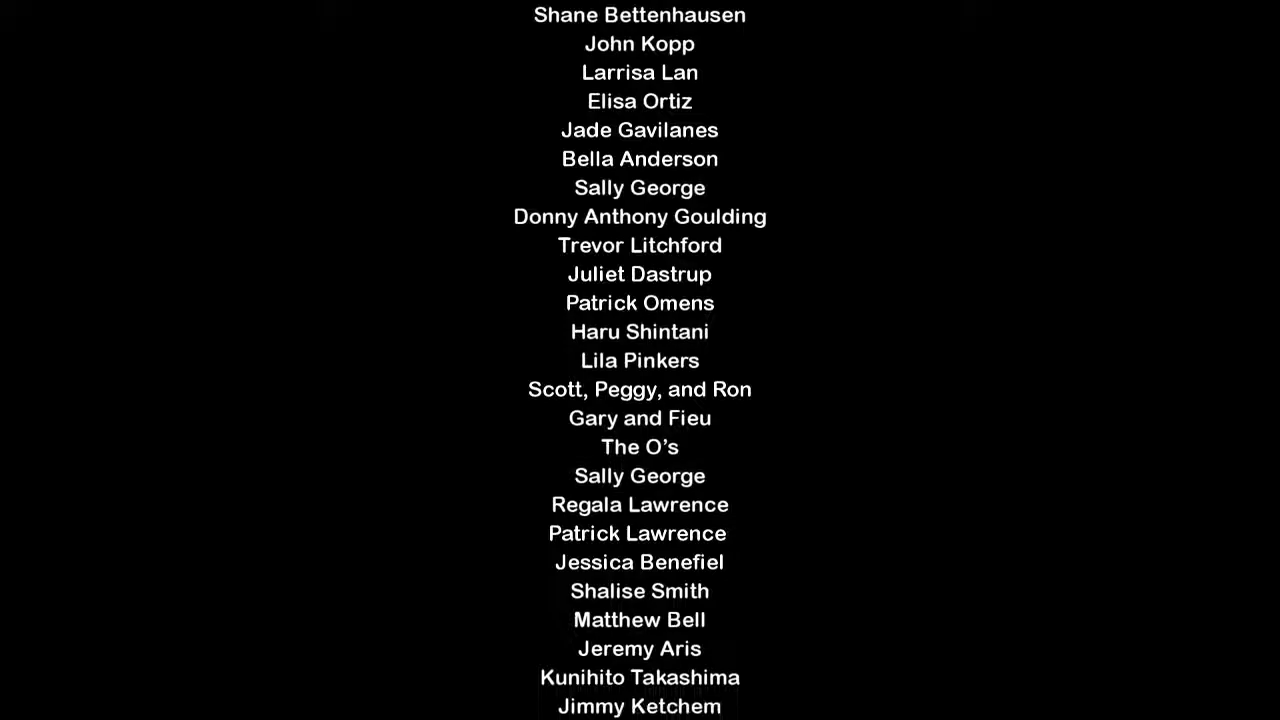 Shane Bettenhausen
John Kopp
Larrisa Lan
Elisa Ortiz
Jade Gavilanes
Bella Anderson
Sally George
Donny Anthony Goulding
Trevor Litchford
Juliet Dastrup
Patrick Omens
Haru Shintani
Lila Pinkers
Scott, Peggy, and Ron
Gary and Fieu
The O’s
Sally George
Regala Lawrence
Patrick Lawrence
Jessica Benefiel
Shalise Smith
Matthew Bell
Jeremy Aris
Kunihito Takashima
Jimmy Ketchem